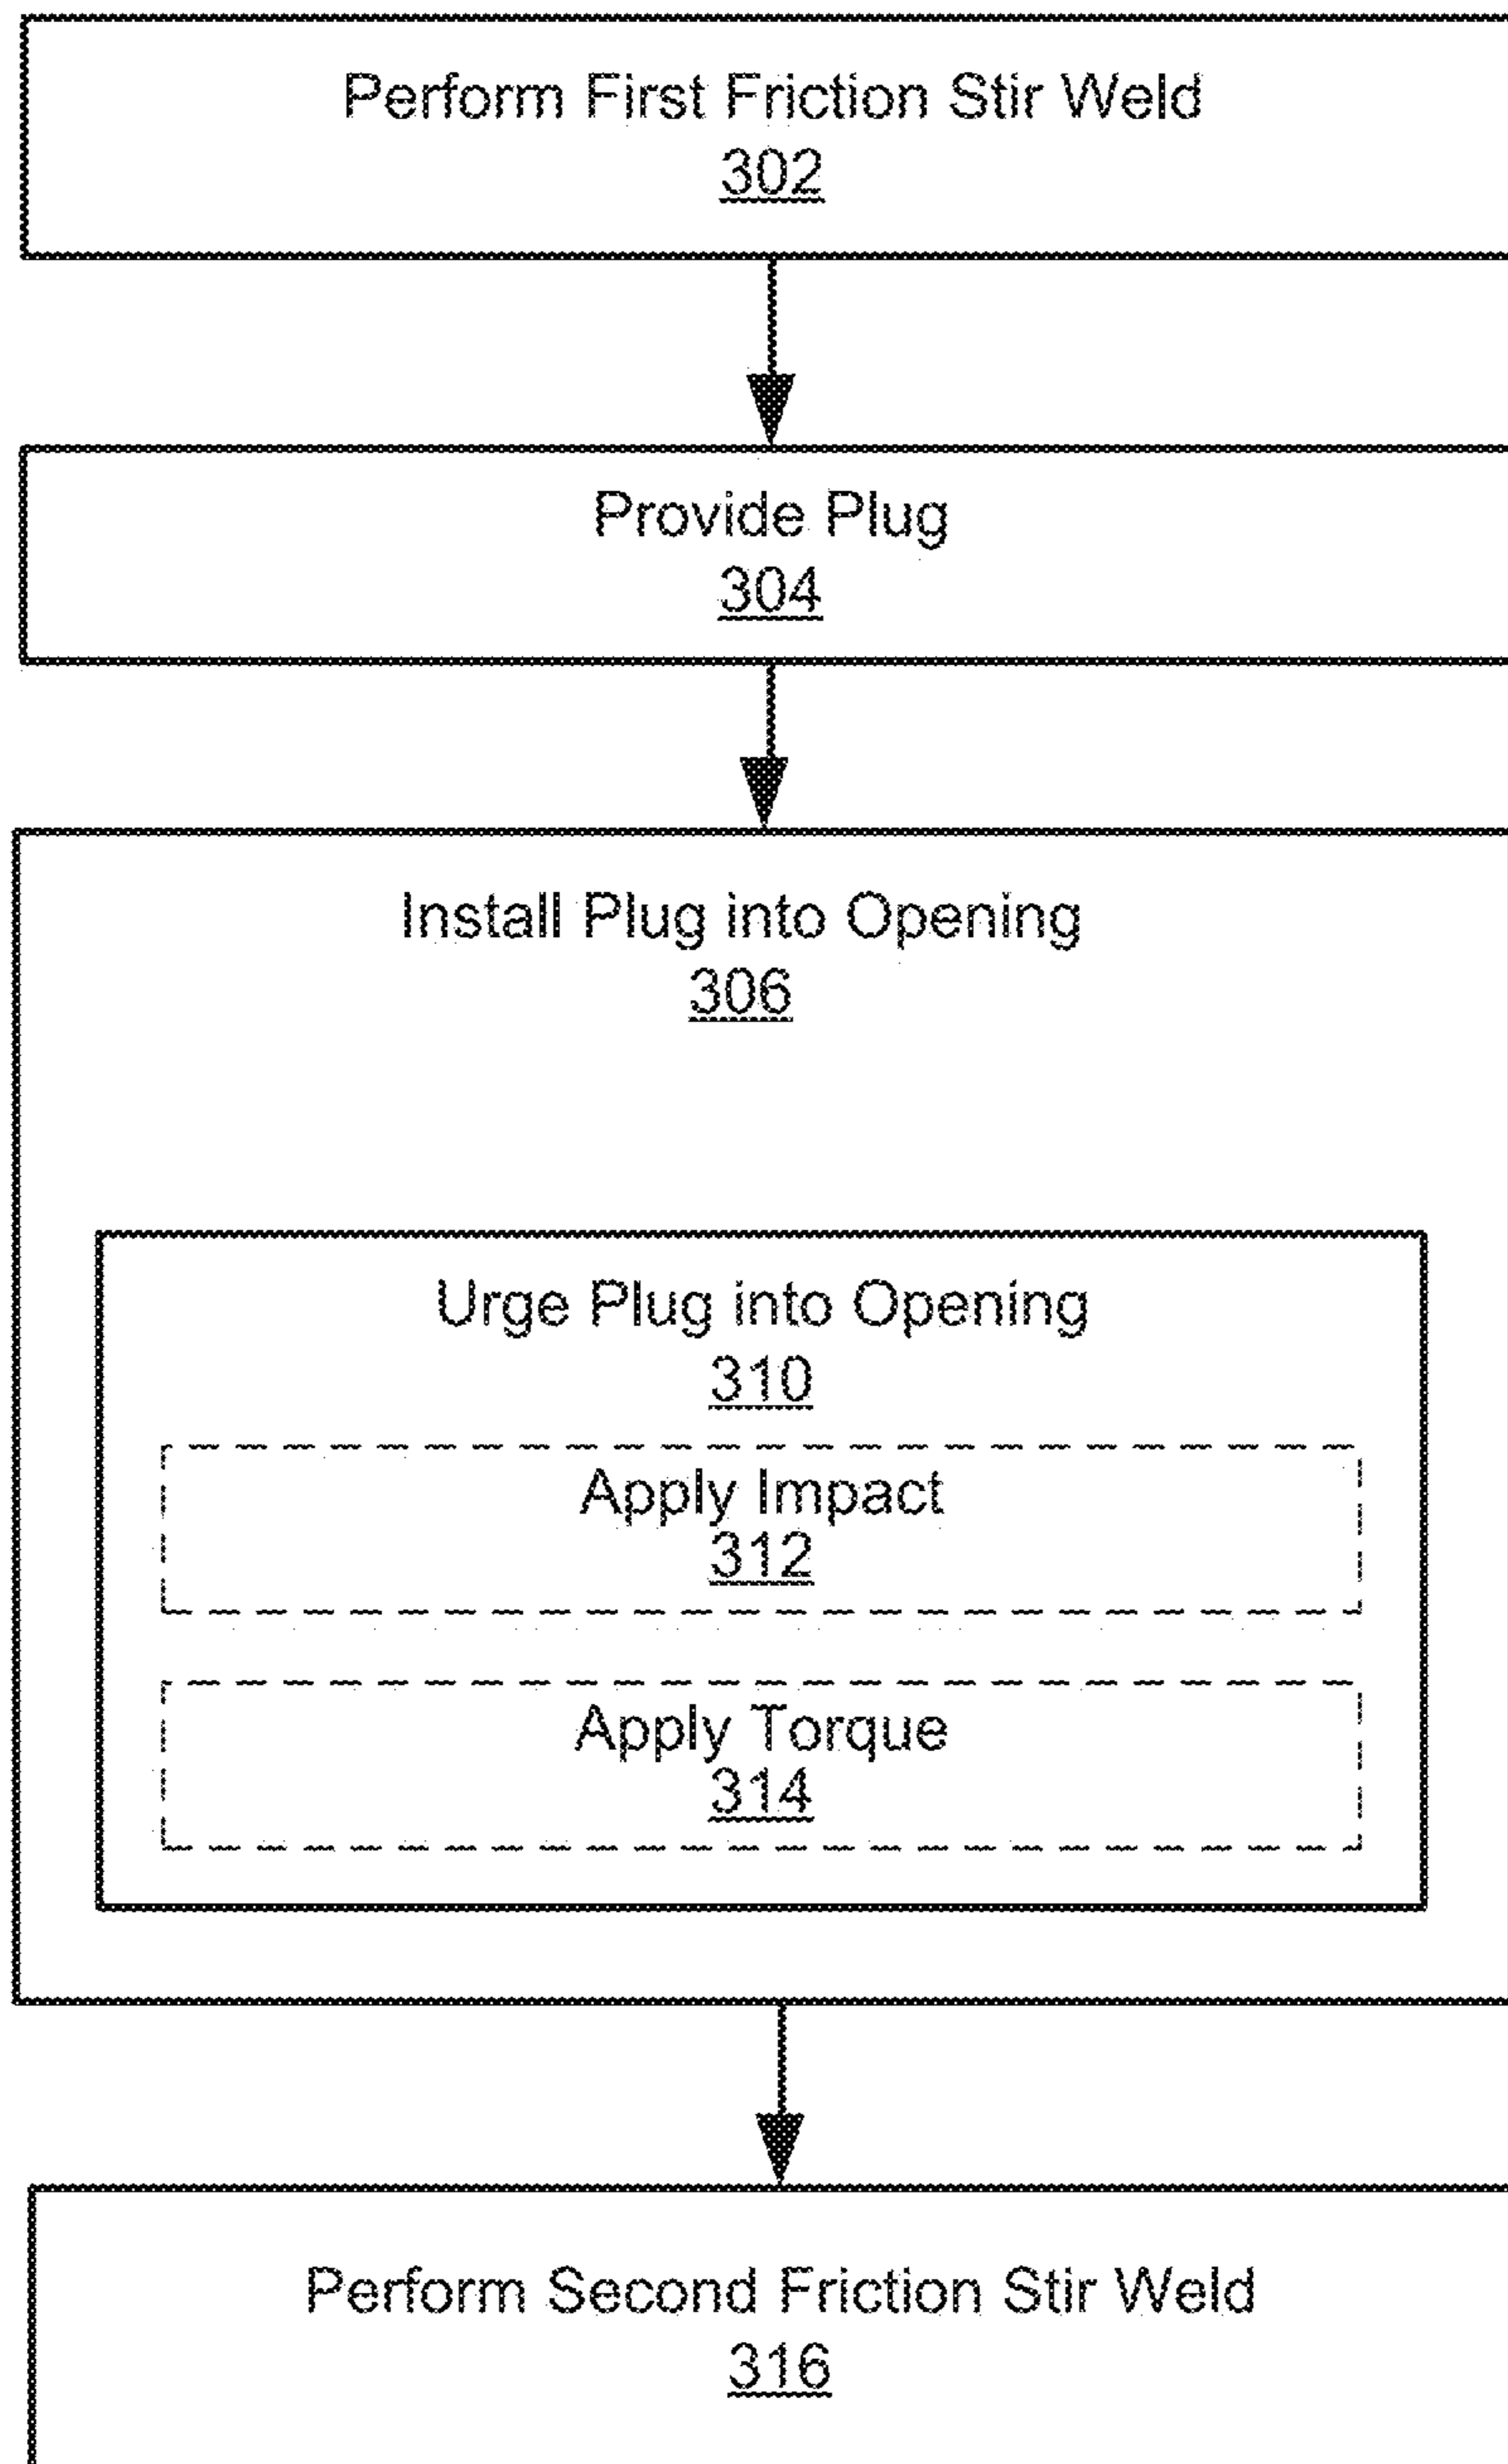 Perform First Friction Stir Weld
302
Provide Plug
304
Install Plug into Opening
306
Urge Plug into Opening
310
Apply Impact
312
Apply Torque
314
Perform Second Friction Stir Weld
316